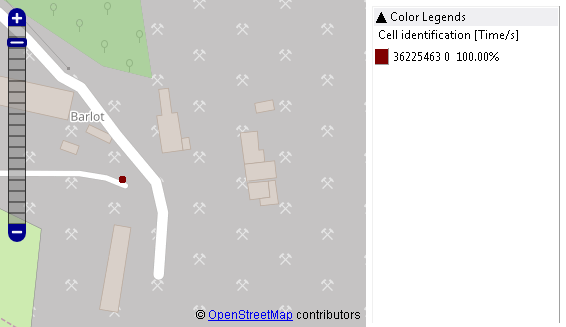 Barlot
© OpenStreetMap contributors
▲ Color Legends
Cell identification [Time/s]
36225463 0 100.00%